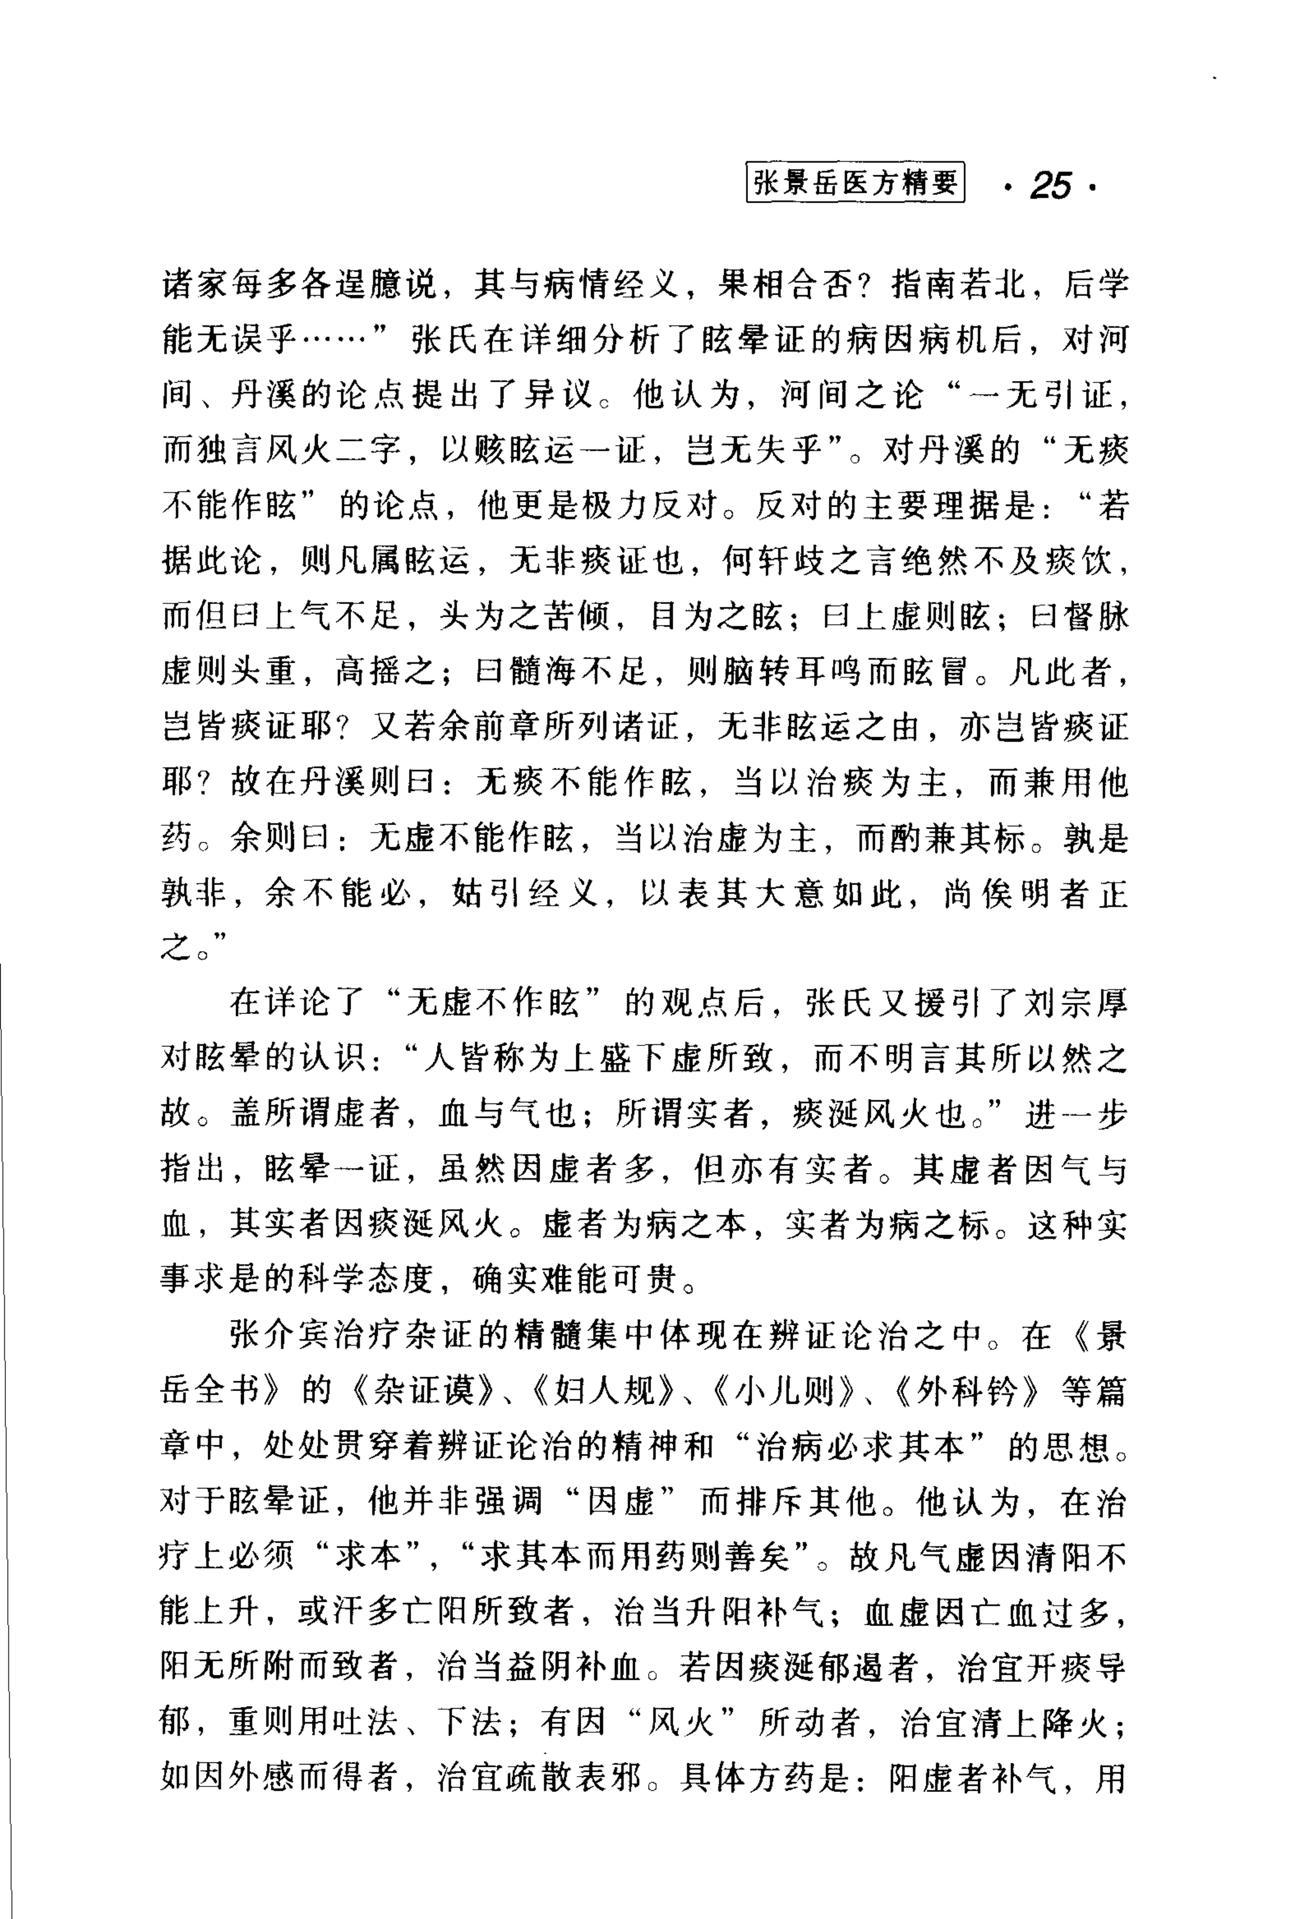 张景岳医方精要 · 25 ·
诸家每多各逞臆说，其与病情经义，果相合否？指南若北，后学
能无误乎……”张氏在详细分析了眩晕证的病因病机后，对河
间、丹溪的论点提出了异议。他认为，河间之论“一无引证，
而独言风火二字，以赅眩运一证，岂无失乎”。对丹溪的“无痰
不能作眩”的论点，他更是极力反对。反对的主要理据是：“若
据此论，则凡属眩运，无非痰证也，何轩歧之言绝然不及痰饮，
而但曰上气不足，头为之苦倾，目为之眩；曰上虚则眩；曰督脉
虚则头重，高摇之；曰髓海不足，则脑转耳鸣而眩冒。凡此者，
岂皆痰证耶？又若余前章所列诸证，无非眩运之由，亦岂皆痰证
耶？故在丹溪则曰：无痰不能作眩，当以治痰为主，而兼用他
药。余则曰：无虚不能作眩，当以治虚为主，而酌兼其标。孰是
孰非，余不能必，姑引经义，以表其大意如此，尚俟明者正
之。”
在详论了“无虚不作眩”的观点后，张氏又援引了刘宗厚
对眩晕的认识：“人皆称为上盛下虚所致，而不明言其所以然之
故。盖所谓虚者，血与气也；所谓实者，痰涎风火也。”进一步
指出，眩晕一证，虽然因虚者多，但亦有实者。其虚者因气与
血，其实者因痰涎风火。虚者为病之本，实者为病之标。这种实
事求是的科学态度，确实难能可贵。
张介宾治疗杂证的精髓集中体现在辨证论治之中。在《景
岳全书》的《杂证谟》、《妇人规》、《小儿则》、《外科钤》等篇
章中，处处贯穿着辨证论治的精神和“治病必求其本”的思想。
对于眩晕证，他并非强调“因虚”而排斥其他。他认为，在治
疗上必须“求本”，“求其本而用药则善矣”。故凡气虚因清阳不
能上升，或汗多亡阳所致者，治当升阳补气；血虚因亡血过多，
阳无所附而致者，治当益阴补血。若因痰涎郁遏者，治宜开痰导
郁，重则用吐法、下法；有因“风火”所动者，治宜清上降火；
如因外感而得者，治宜疏散表邪。具体方药是：阳虚者补气，用